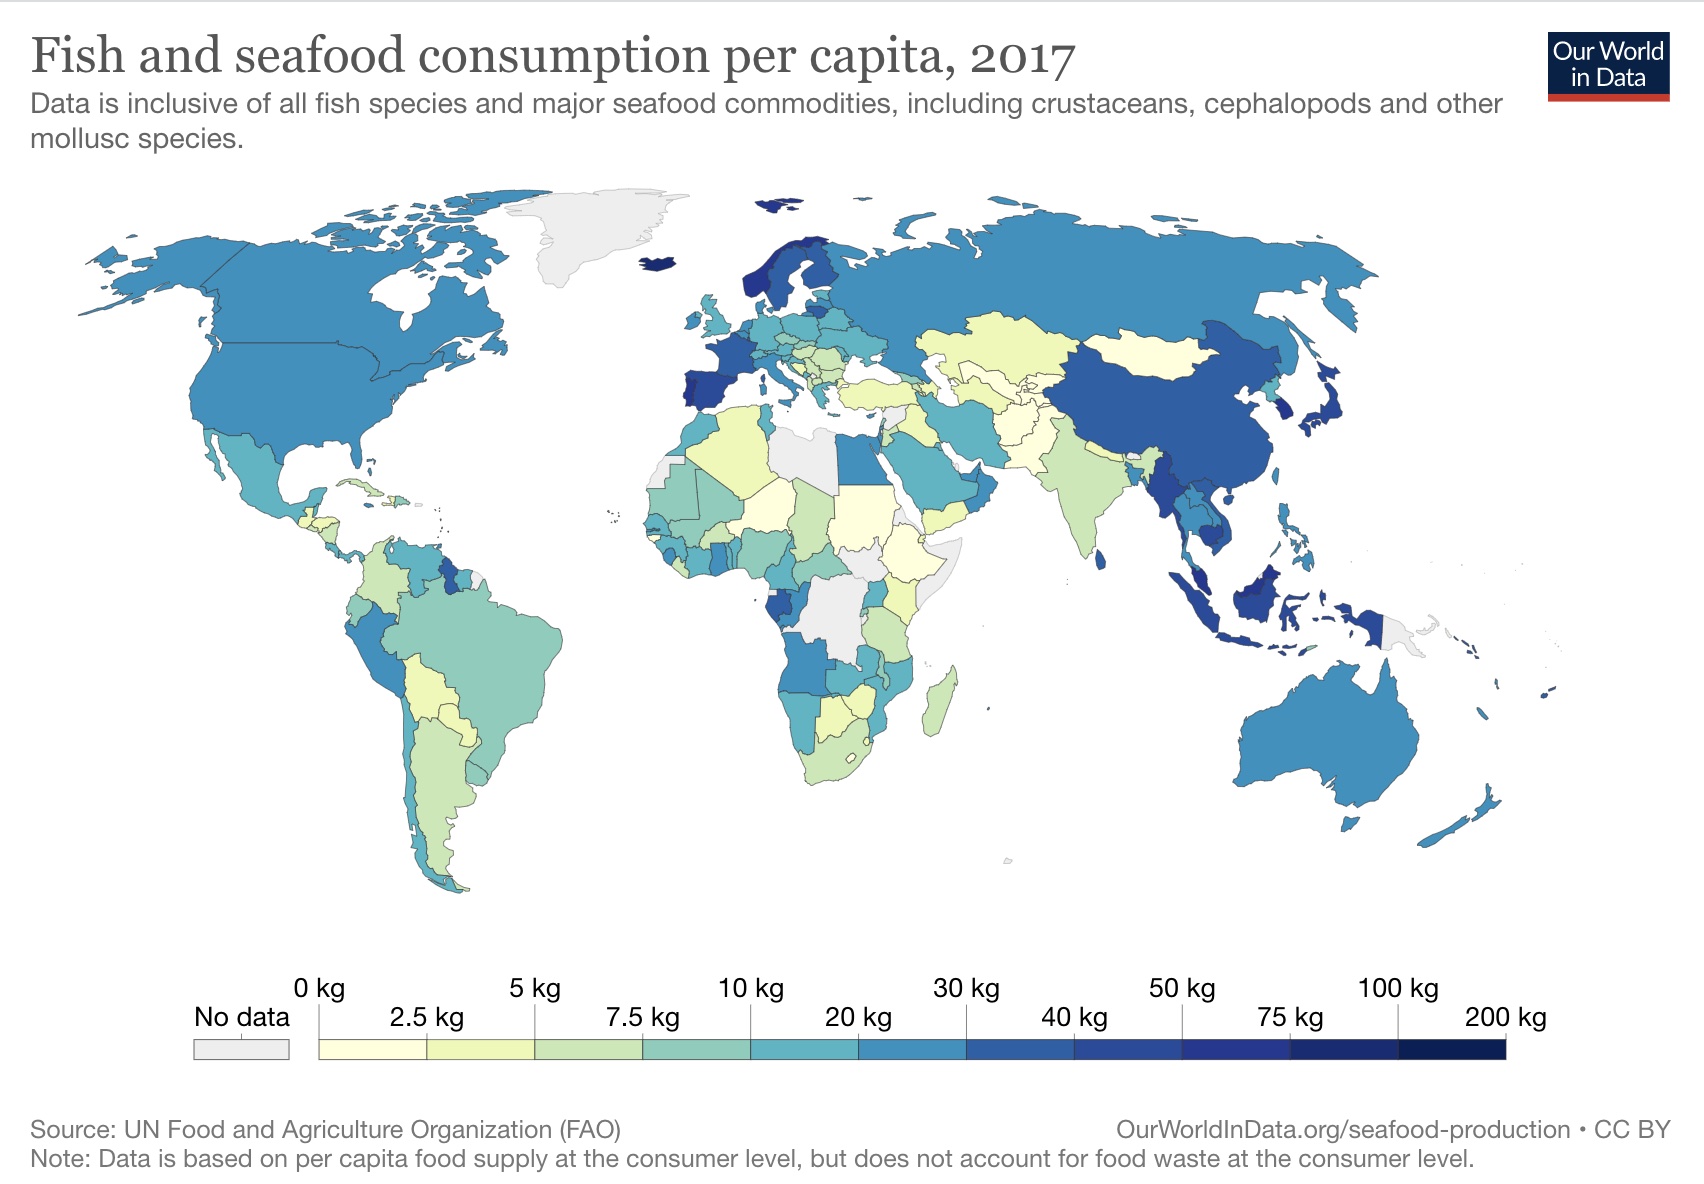 Fish and seafood consumption per capita, 2017
Our World
in Data
Data is inclusive of all fish species and major seafood commodities, including crustaceans, cephalopods and other
mollusc species.
0 kg 5 kg 10 kg 30 kg 50 kg 100 kg
No data 2.5 kg 7.5 kg 20 kg 40 kg 75 kg 200 kg
Source: UN Food and Agriculture Organization (FAO) OurWorldInData.org/seafood-production • CC BY
Note: Data is based on per capita food supply at the consumer level, but does not account for food waste at the consumer level.